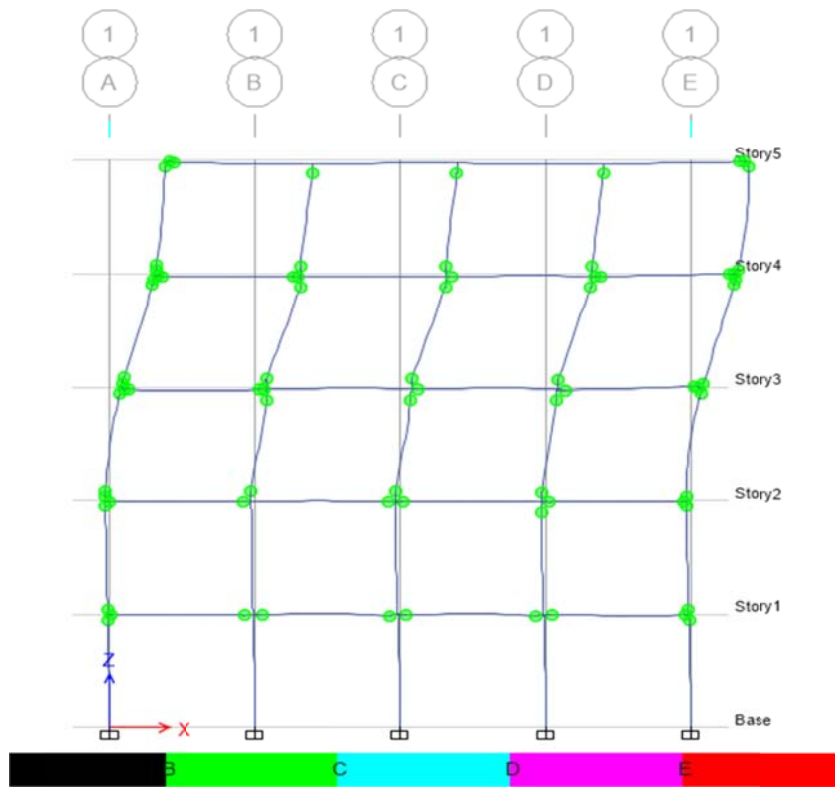 1 1 1 1 1
A B C D E
Story5
Story4
Story3
Story2
Story1
Z
X
Base
B C D E